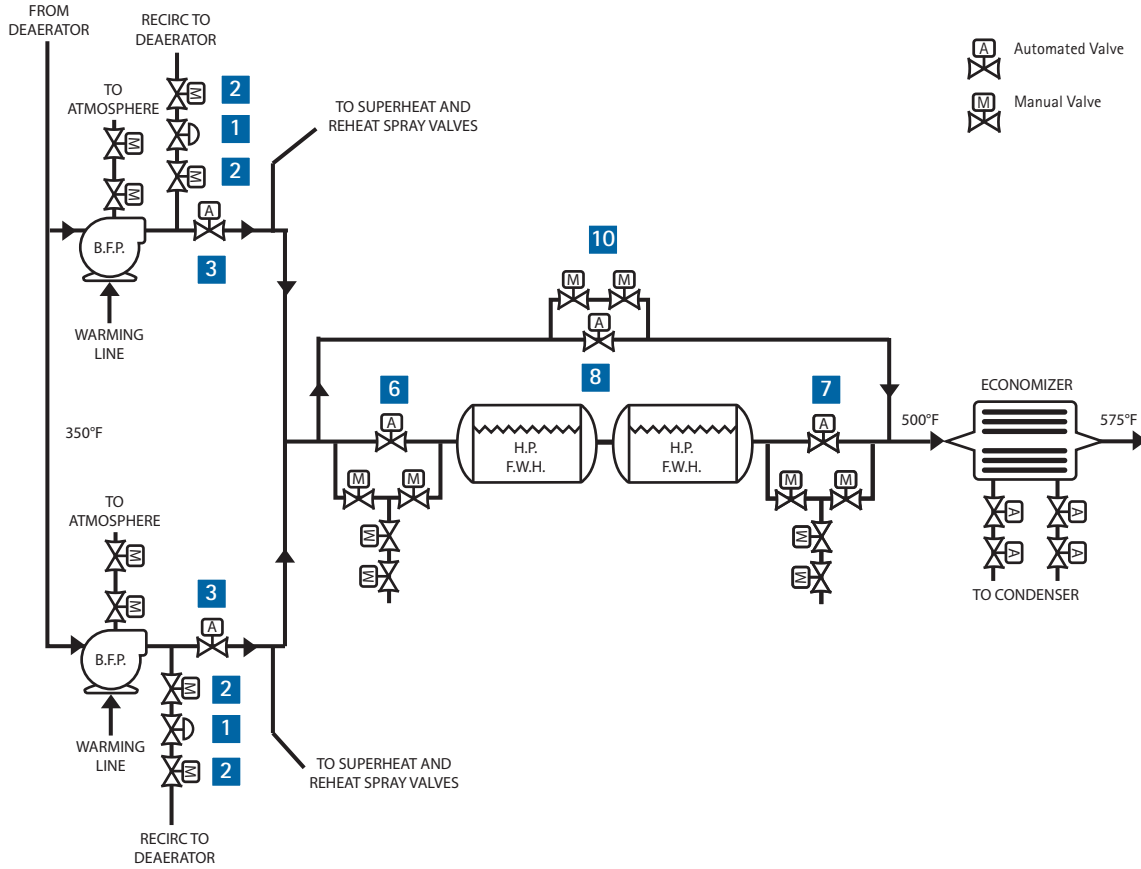 FROM
DEAERATOR
RECIRC TO
DEAERATOR
A
Automated Valve
M
Manual Valve
TO
ATMOSPHERE
M
M
M
2
1
M
2
TO SUPERHEAT AND
REHEAT SPRAY VALVES
A
B.F.P.
3
WARMING
LINE
10
M
M
A
8
6
A
7
A
H.P.
F.W.H.
H.P.
F.W.H.
M
M
M
M
M
M
M
M
ECONOMIZER
500°F
575°F
A
A
A
A
TO CONDENSER
350°F
TO
ATMOSPHERE
M
M
3
A
B.F.P.
M
2
1
M
2
WARMING
LINE
TO SUPERHEAT AND
REHEAT SPRAY VALVES
RECIRC TO
DEAERATOR